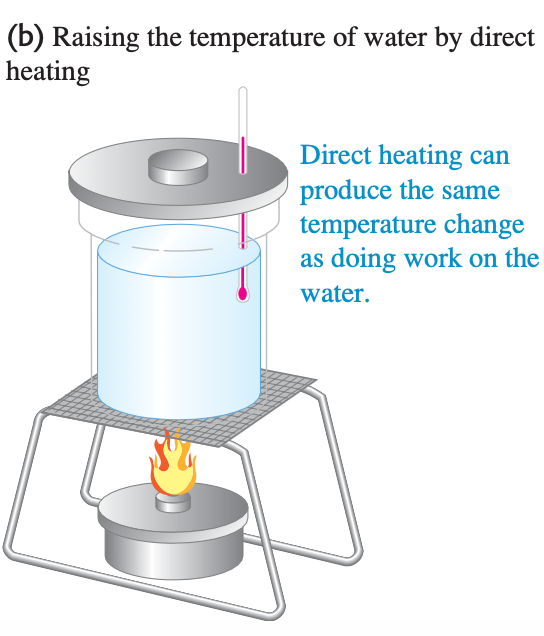 (b) Raising the temperature of water by direct
heating
Direct heating can
produce the same
temperature change
as doing work on the
water.